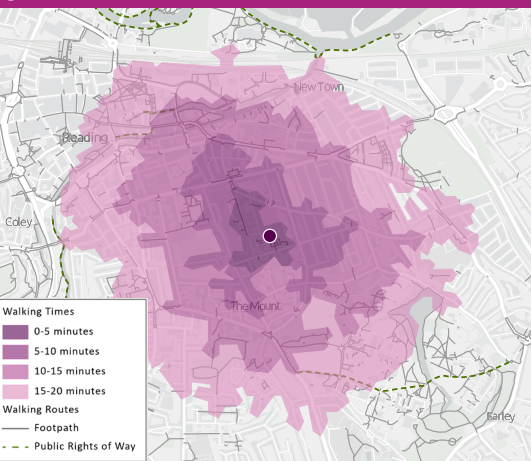 New Town
Reading
Coley
The Mount
Earley
Walking Times
0-5 minutes
5-10 minutes
10-15 minutes
15-20 minutes
Walking Routes
Footpath
Public Rights of Way